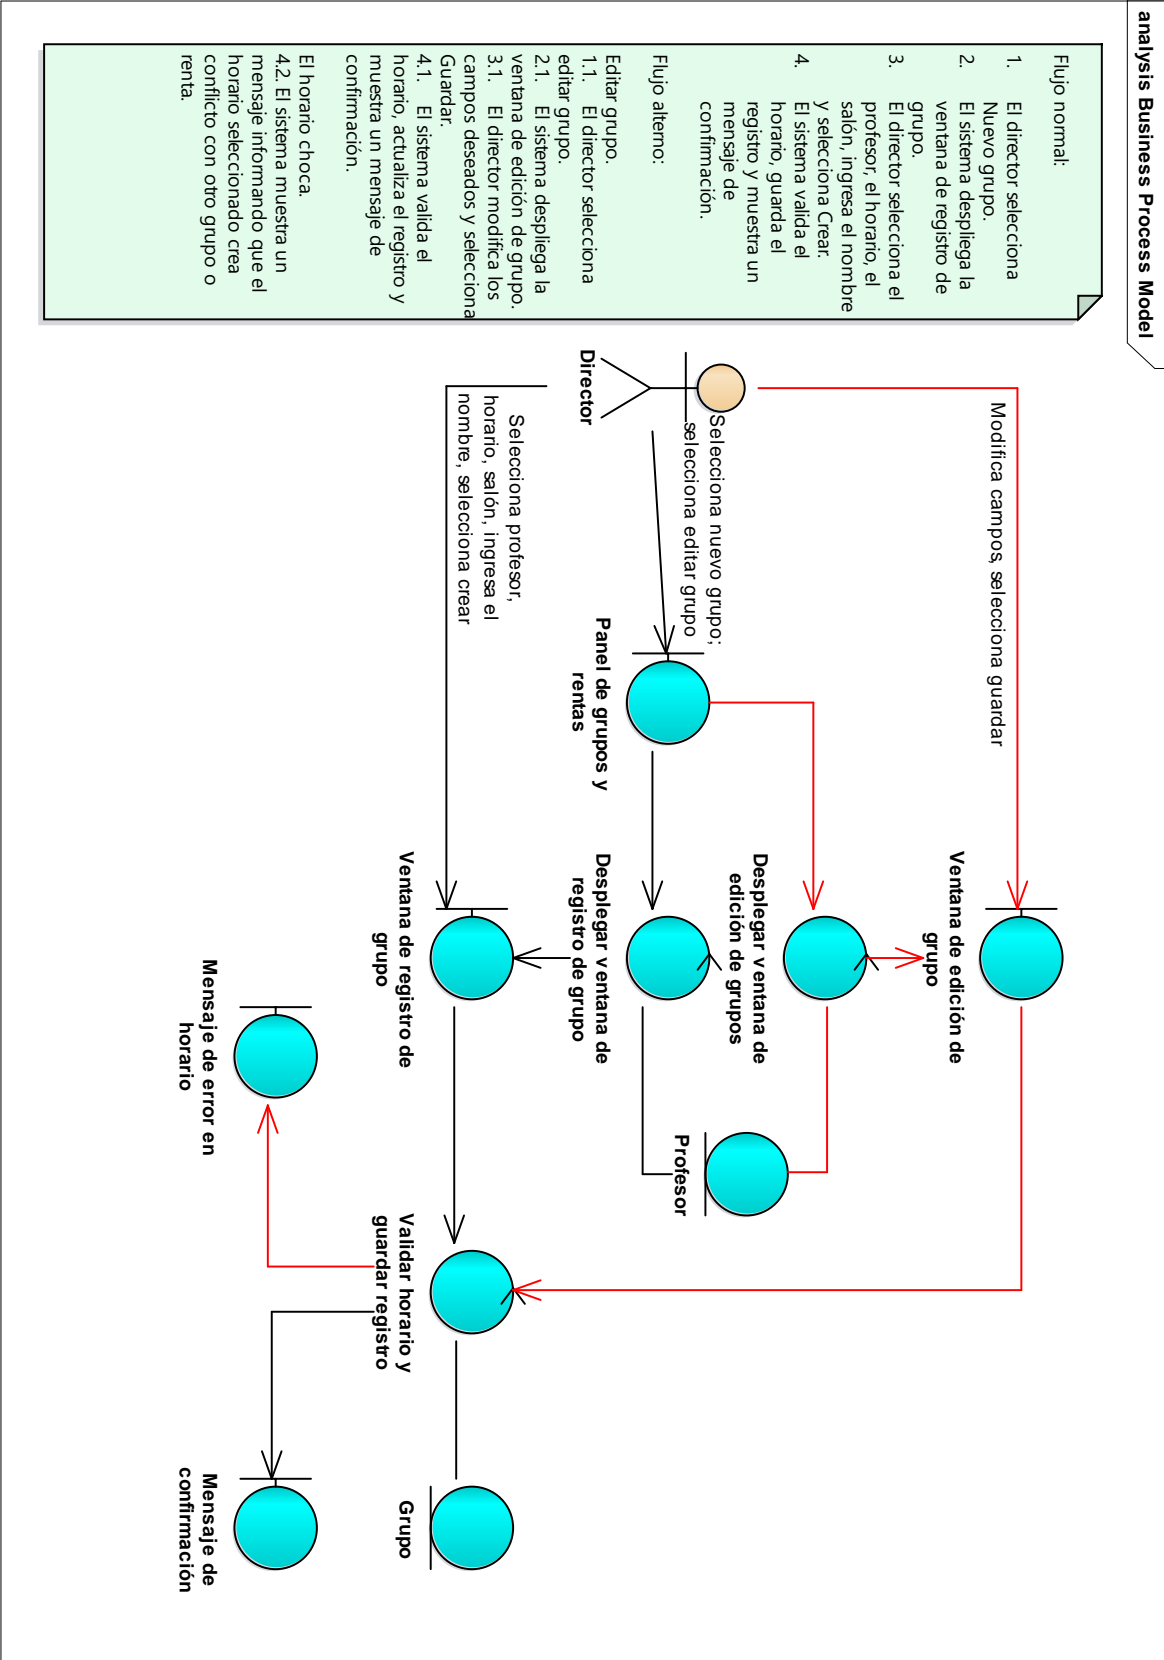 analysis Business Process Model
Flujo normal:
1. El director selecciona
Nuevo grupo.
2. El sistema despliega la
ventana de registro de
grupo.
3. El director selecciona el
profesor, el horario, el
salón, ingresa el nombre
y selecciona Crear.
4. El sistema valida el
horario, guarda el
registro y muestra un
mensaje de
confirmación.
Flujo alterno:
Editar grupo.
1.1. El director selecciona
editar grupo.
2.1. El sistema despliega la
ventana de edición de grupo.
3.1. El director modifica los
campos deseados y selecciona
Guardar.
4.1. El sistema valida el
horario, actualiza el registro y
muestra un mensaje de
confirmación.
El horario choca.
4.2. El sistema muestra un
mensaje informando que el
horario seleccionado crea
conflicto con otro grupo o
renta.
Modifica campos, selecciona guardar
Ventana de edición de
grupo
Selecciona nuevo grupo;
selecciona editar grupo
Director
Desplegar ventana de
edición de grupos
Profesor
Panel de grupos y
rentas
Desplegar ventana de
registro de grupo
Selecciona profesor,
horario, salón, ingresa el
nombre, selecciona crear
Ventana de registro de
grupo
Validar horario y
guardar registro
Grupo
Mensaje de error en
horario
Mensaje de
confirmación